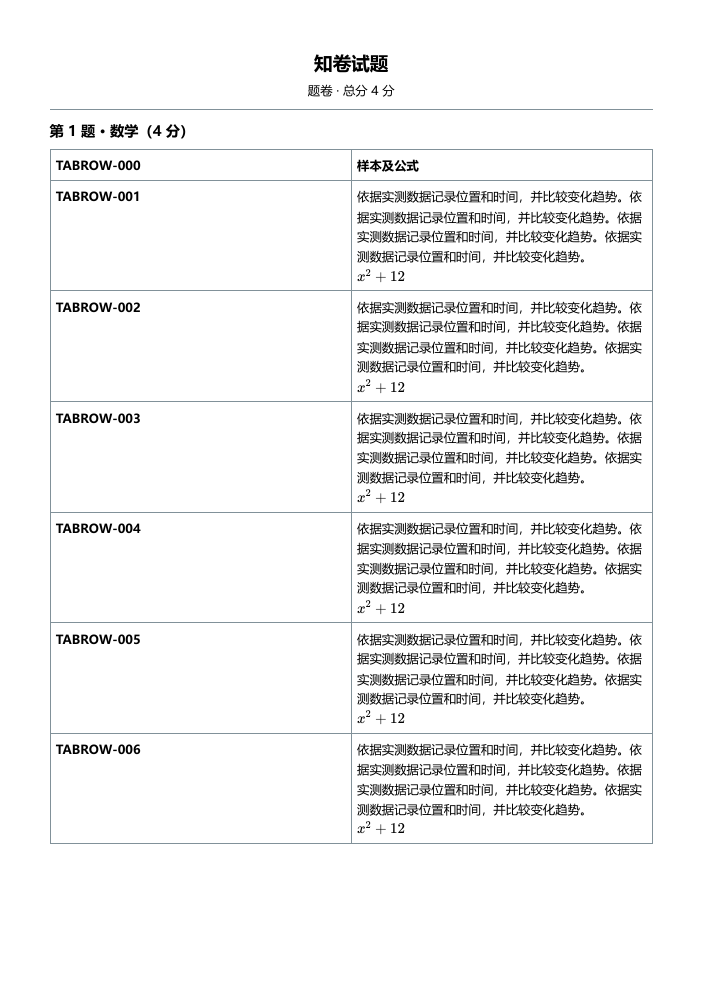 知卷试题
题卷 · 总分 4 分
第 1 题 · 数学（4 分）
TABROW-000 样本及公式
TABROW-001 依据实测数据记录位置和时间，并比较变化趋势。依
据实测数据记录位置和时间，并比较变化趋势。依据
实测数据记录位置和时间，并比较变化趋势。依据实
测数据记录位置和时间，并比较变化趋势。
x² + 12
TABROW-002 依据实测数据记录位置和时间，并比较变化趋势。依
据实测数据记录位置和时间，并比较变化趋势。依据
实测数据记录位置和时间，并比较变化趋势。依据实
测数据记录位置和时间，并比较变化趋势。
x² + 12
TABROW-003 依据实测数据记录位置和时间，并比较变化趋势。依
据实测数据记录位置和时间，并比较变化趋势。依据
实测数据记录位置和时间，并比较变化趋势。依据实
测数据记录位置和时间，并比较变化趋势。
x² + 12
TABROW-004 依据实测数据记录位置和时间，并比较变化趋势。依
据实测数据记录位置和时间，并比较变化趋势。依据
实测数据记录位置和时间，并比较变化趋势。依据实
测数据记录位置和时间，并比较变化趋势。
x² + 12
TABROW-005 依据实测数据记录位置和时间，并比较变化趋势。依
据实测数据记录位置和时间，并比较变化趋势。依据
实测数据记录位置和时间，并比较变化趋势。依据实
测数据记录位置和时间，并比较变化趋势。
x² + 12
TABROW-006 依据实测数据记录位置和时间，并比较变化趋势。依
据实测数据记录位置和时间，并比较变化趋势。依据
实测数据记录位置和时间，并比较变化趋势。依据实
测数据记录位置和时间，并比较变化趋势。
x² + 12